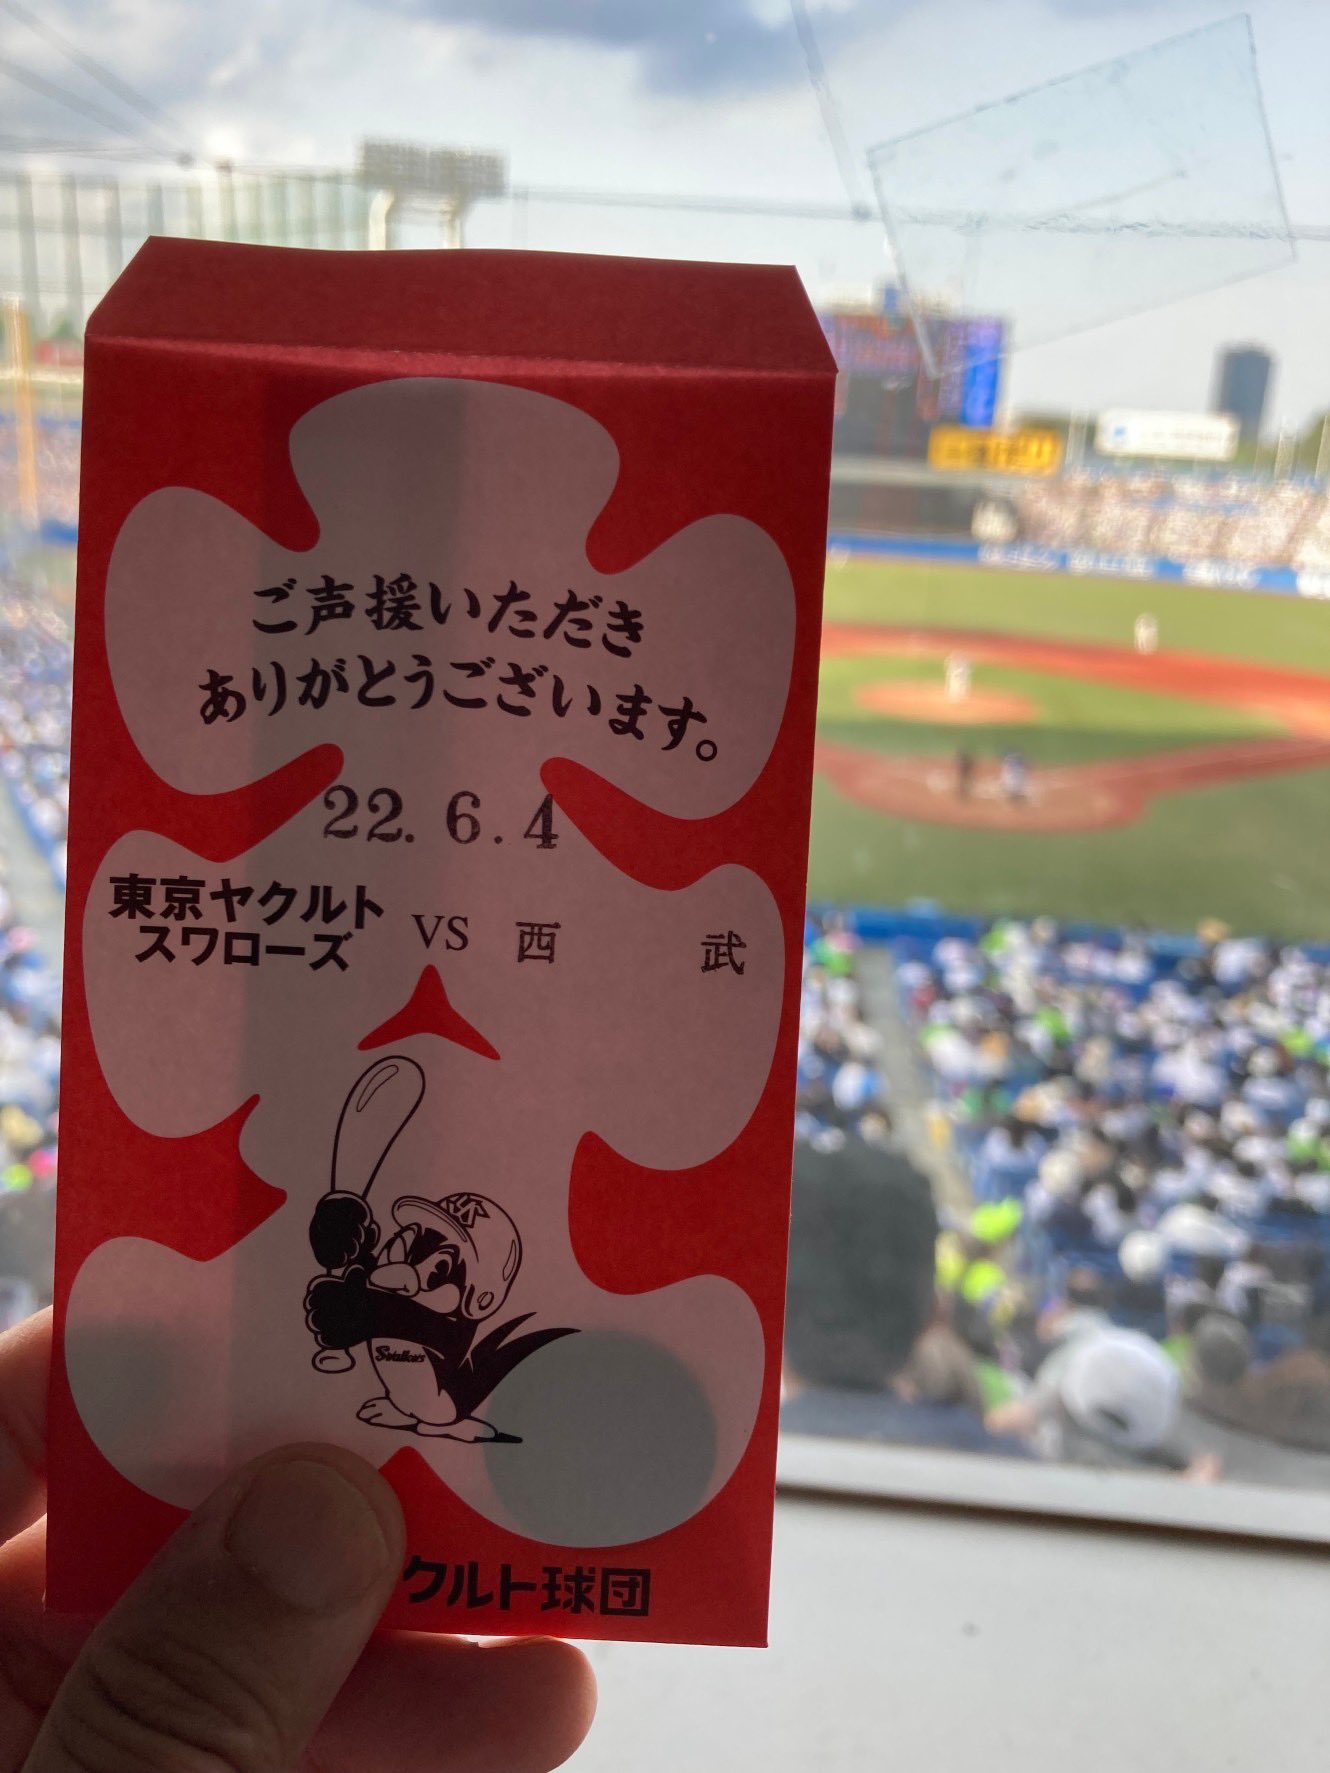 ご声援いただき
ありがとうございます。
22. 6. 4
東京ヤクルト
スワローズ
VS 西 武
Swallows
クルト球団